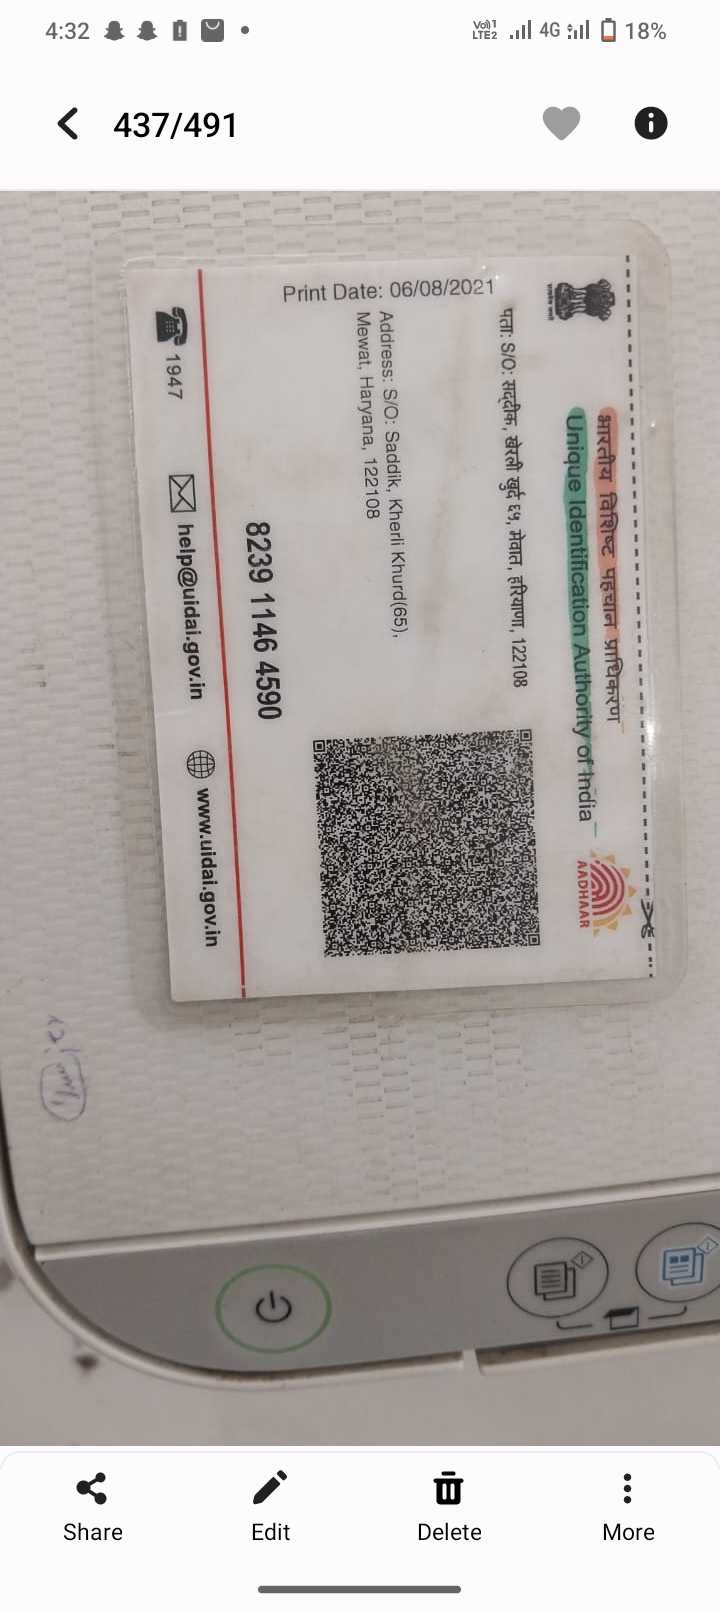 4:32
Vo)) 1
LTE2
4G
18%
437/491
भारतीय विशिष्ट पहचान प्राधिकरण
Unique Identification Authority of India
AADHAAR
Print Date: 06/08/2021
पता: S/O: सद्दीक, खेरली खुर्द ६५, मेवात, हरियाणा, 122108
Address: S/O: Saddik, Kherli Khurd(65),
Mewat, Haryana, 122108
8239 1146 4590
1947
help@uidai.gov.in
www.uidai.gov.in
Share
Edit
Delete
More